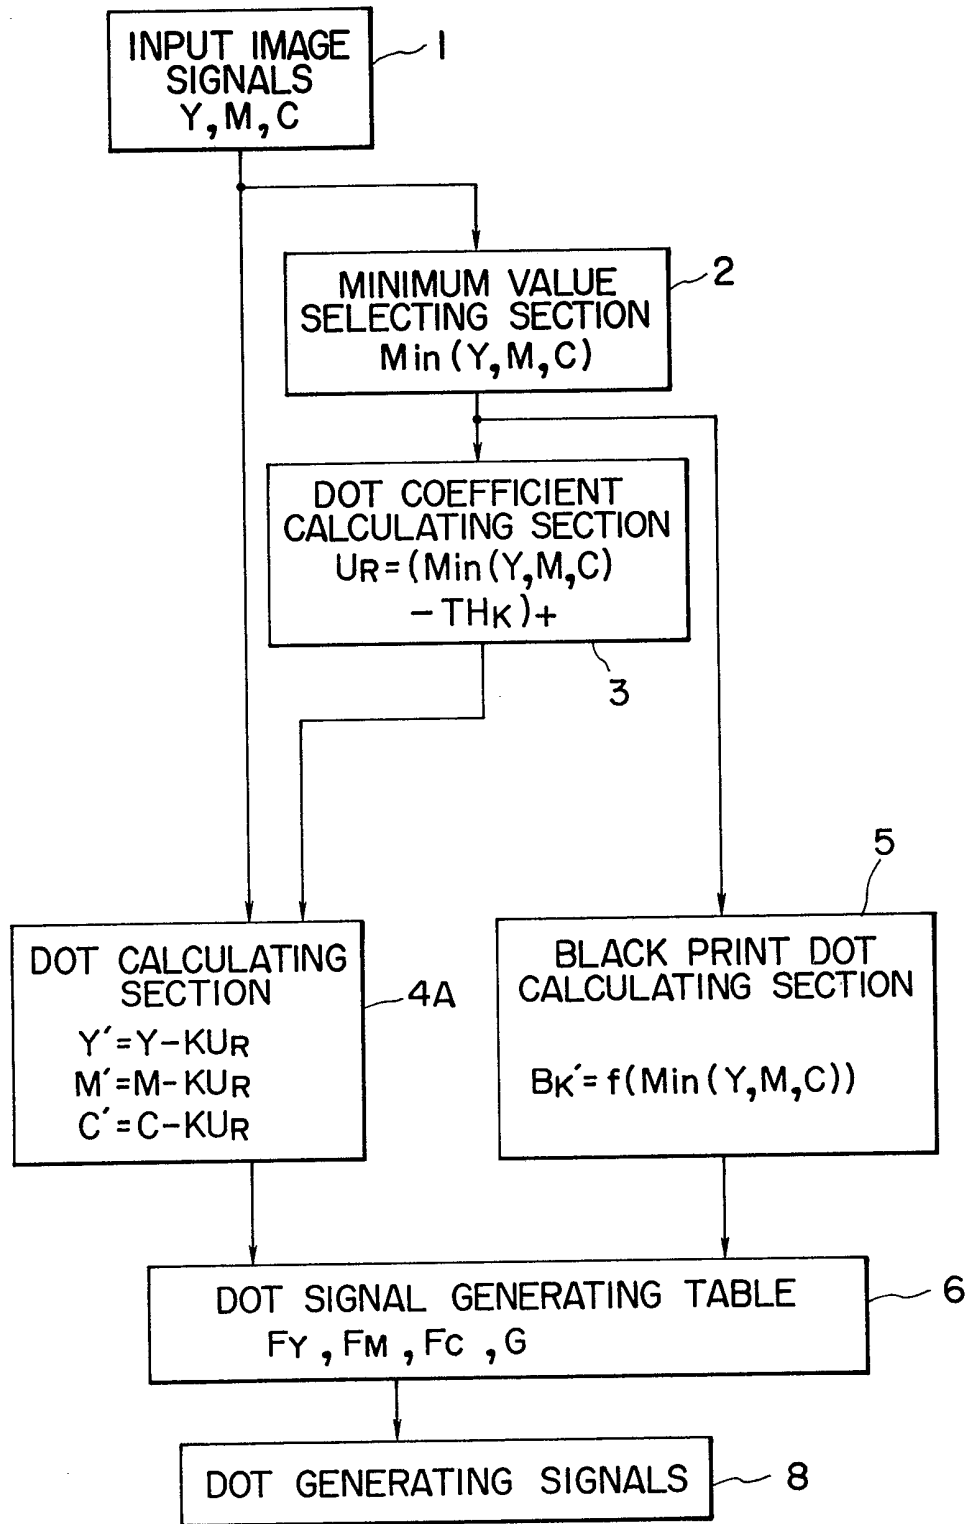 INPUT IMAGE
SIGNALS
Y, M, C
1
MINIMUM VALUE
SELECTING SECTION
Min (Y, M, C)
2
DOT COEFFICIENT
CALCULATING SECTION
UR = (Min (Y, M, C)
− THK) +
3
DOT CALCULATING
SECTION
Y′ = Y − KUR
M′ = M − KUR
C′ = C − KUR
4A
5
BLACK PRINT DOT
CALCULATING SECTION
BK′ = f(Min (Y, M, C))
DOT SIGNAL GENERATING TABLE
FY, FM, FC, G
6
DOT GENERATING SIGNALS
8